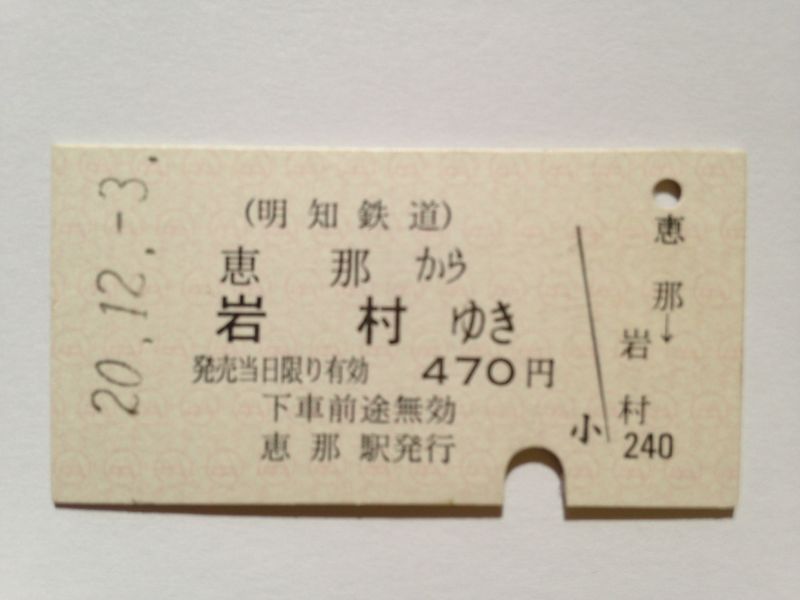 20.12.-3.
(明知鉄道)
恵那から
岩村ゆき
発売当日限り有効 470円
下車前途無効
恵那駅発行
小
恵那→
岩村
240